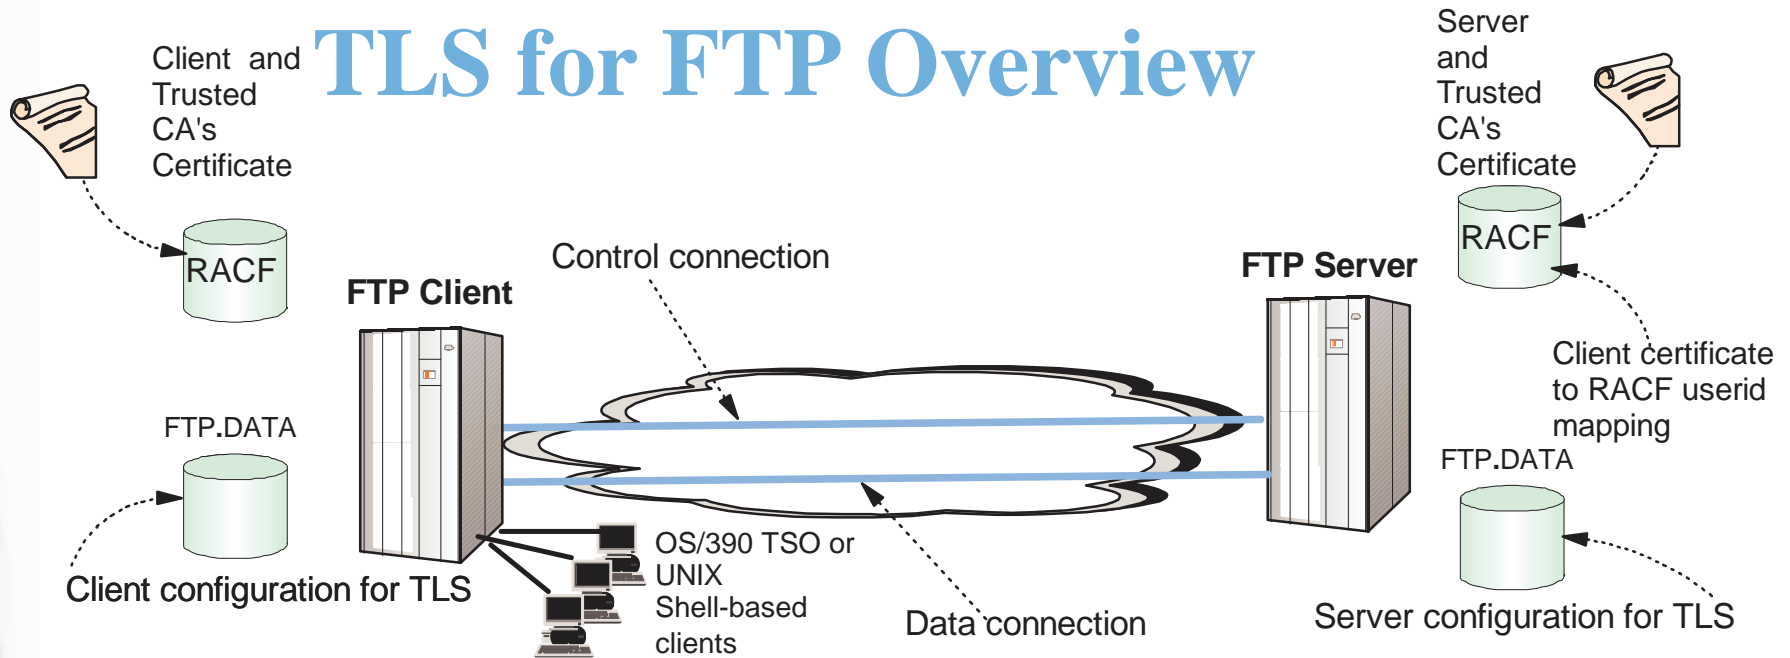 TLS for FTP Overview
Client and
Trusted
CA's
Certificate
RACF
FTP Client
Control connection
FTP Server
Server
and
Trusted
CA's
Certificate
RACF
Client certificate
to RACF userid
mapping
FTP.DATA
Client configuration for TLS
OS/390 TSO or
UNIX
Shell-based
clients
Data connection
FTP.DATA
Server configuration for TLS